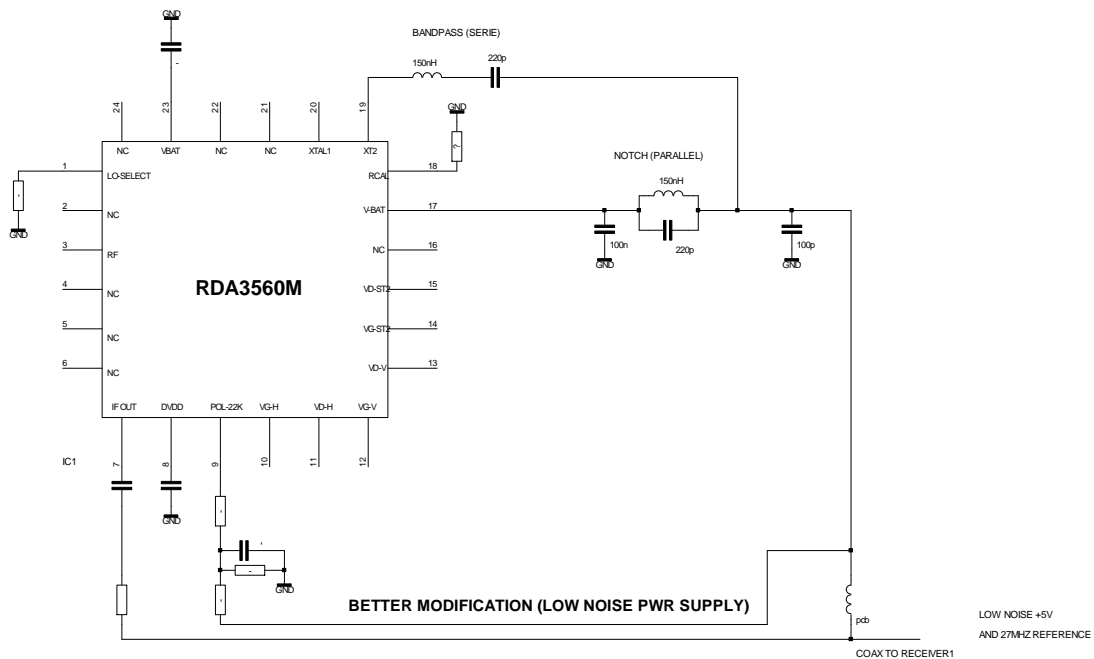 GND
BANDPASS (SERIE)
150nH
220p
24
23
22
21
20
19
GND
NC
VBAT
NC
NC
XTAL1
XT2
?
NOTCH (PARALLEL)
1
LO-SELECT
RCAL
18
150nH
2
NC
V-BAT
17
GND
100n
220p
100p
GND
GND
3
RF
NC
16
RDA3560M
4
NC
VD-ST2
15
5
NC
VG-ST2
14
6
NC
VD-V
13
IF OUT
DVDD
POL-22K
VG-H
VD-H
VG-V
IC1
7
8
9
10
11
12
GND
GND
BETTER MODIFICATION (LOW NOISE PWR SUPPLY)
pcb
LOW NOISE +5V
AND 27MHZ REFERENCE
COAX TO RECEIVER1